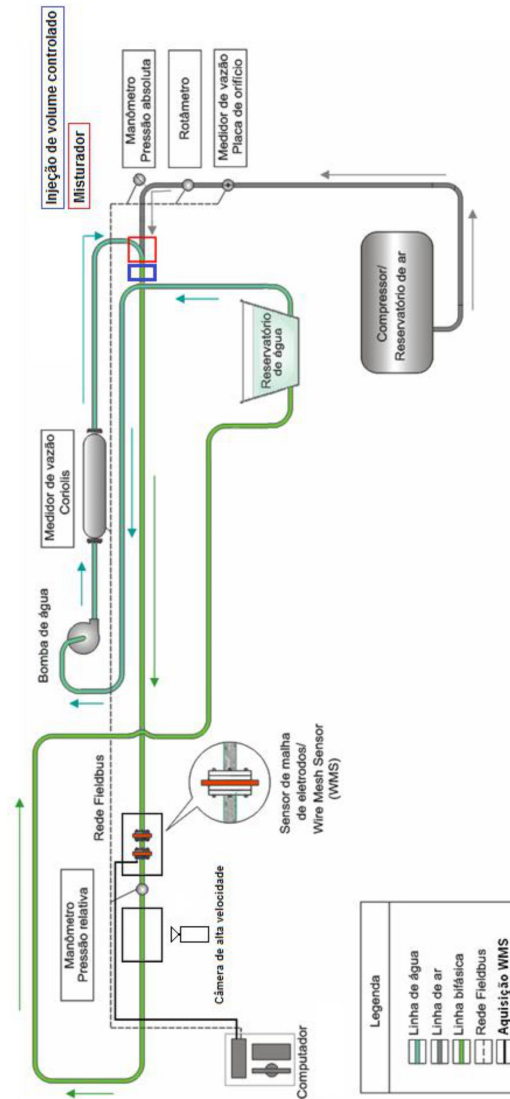 Injeção de volume controlado
Misturador
Manômetro
Pressão absoluta
Rotâmetro
Medidor de vazão
Placa de orifício
Medidor de vazão
Coriolis
Bomba de água
Reservatório
de água
Compressor/
Reservatório de ar
Rede Fieldbus
Sensor de malha
de eletrodos/
Wire Mesh Sensor
(WMS)
Manômetro
Pressão relativa
Câmera de alta velocidade
Computador
Legenda
Linha de água
Linha de ar
Linha bifásica
Rede Fieldbus
Aquisição WMS